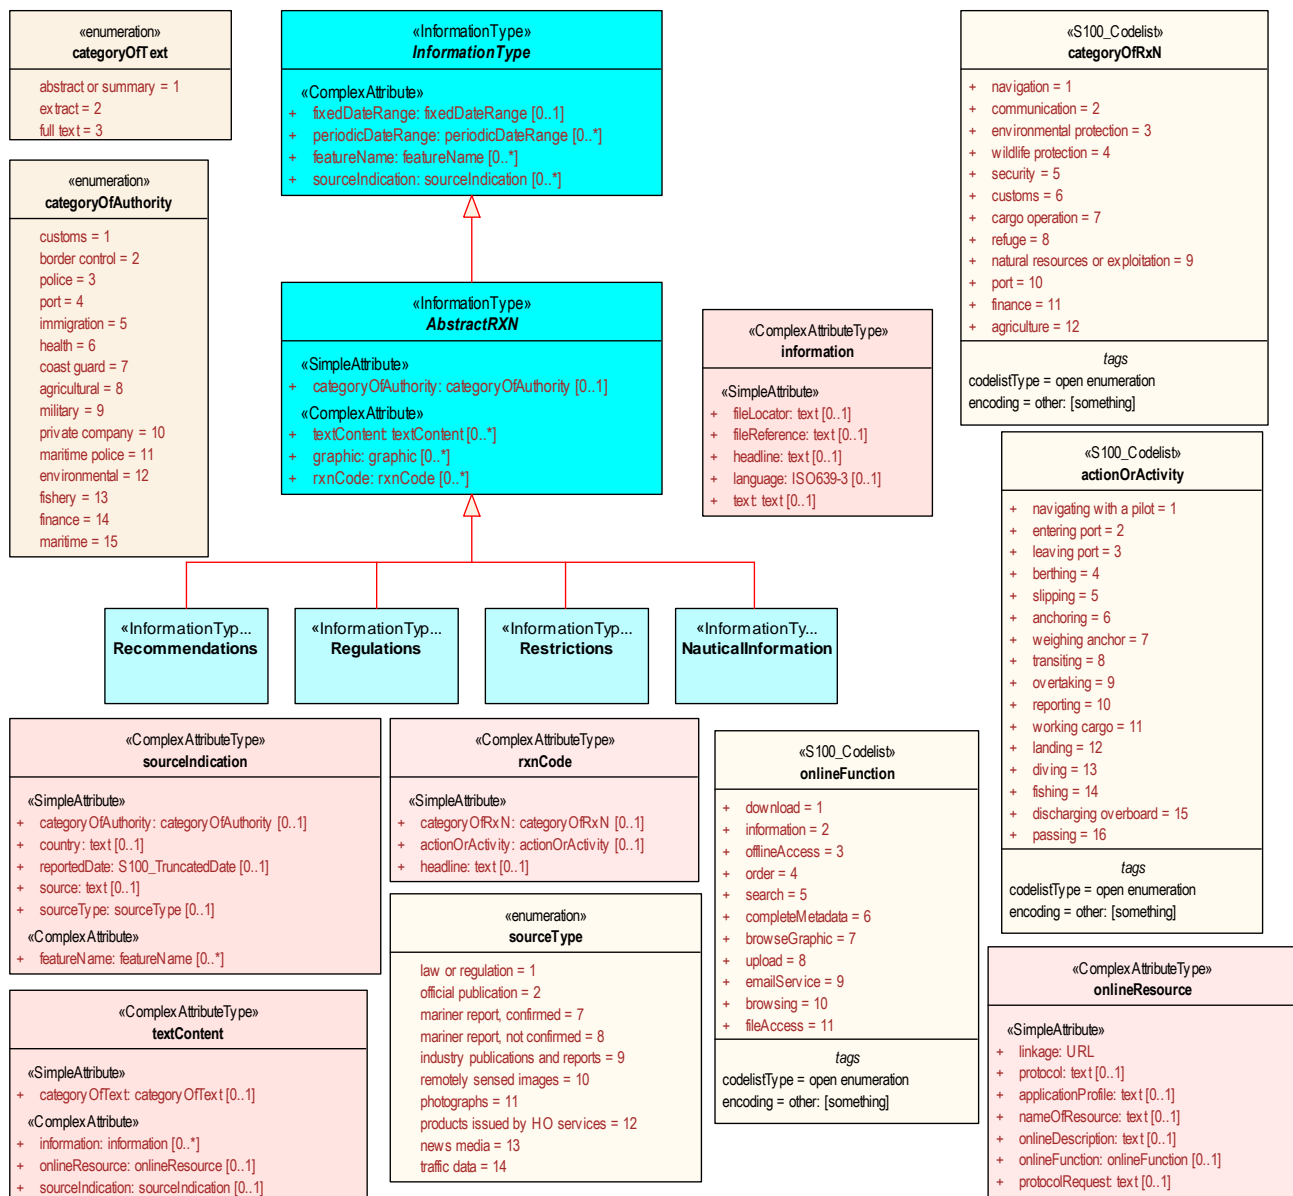 «enumeration»
categoryOfText
abstract or summary = 1
extract = 2
full text = 3
«enumeration»
categoryOfAuthority
customs = 1
border control = 2
police = 3
port = 4
immigration = 5
health = 6
coast guard = 7
agricultural = 8
military = 9
private company = 10
maritime police = 11
environmental = 12
fishery = 13
finance = 14
maritime = 15
«InformationType»
InformationType
«ComplexAttribute»
+ fixedDateRange: fixedDateRange [0..1]
+ periodicDateRange: periodicDateRange [0..*]
+ featureName: featureName [0..*]
+ sourceIndication: sourceIndication [0..*]
«InformationType»
AbstractRXN
«SimpleAttribute»
+ categoryOfAuthority: categoryOfAuthority [0..1]
«ComplexAttribute»
+ textContent: textContent [0..*]
+ graphic: graphic [0..*]
+ rxnCode: rxnCode [0..*]
«ComplexAttributeType»
information
«SimpleAttribute»
+ fileLocator: text [0..1]
+ fileReference: text [0..1]
+ headline: text [0..1]
+ language: ISO639-3 [0..1]
+ text: text [0..1]
«S100_Codelist»
categoryOfRxN
+ navigation = 1
+ communication = 2
+ environmental protection = 3
+ wildlife protection = 4
+ security = 5
+ customs = 6
+ cargo operation = 7
+ refuge = 8
+ natural resources or exploitation = 9
+ port = 10
+ finance = 11
+ agriculture = 12
tags
codelistType = open enumeration
encoding = other: [something]
«S100_Codelist»
actionOrActivity
+ navigating with a pilot = 1
+ entering port = 2
+ leaving port = 3
+ berthing = 4
+ slipping = 5
+ anchoring = 6
+ weighing anchor = 7
+ transiting = 8
+ overtaking = 9
+ reporting = 10
+ working cargo = 11
+ landing = 12
+ diving = 13
+ fishing = 14
+ discharging overboard = 15
+ passing = 16
tags
codelistType = open enumeration
encoding = other: [something]
«InformationTyp...
Recommendations
«InformationTyp...
Regulations
«InformationTyp...
Restrictions
«InformationTy...
NauticalInformation
«ComplexAttributeType»
sourceIndication
«SimpleAttribute»
+ categoryOfAuthority: categoryOfAuthority [0..1]
+ country: text [0..1]
+ reportedDate: S100_TruncatedDate [0..1]
+ source: text [0..1]
+ sourceType: sourceType [0..1]
«ComplexAttribute»
+ featureName: featureName [0..*]
«ComplexAttributeType»
rxnCode
«SimpleAttribute»
+ categoryOfRxN: categoryOfRxN [0..1]
+ actionOrActivity: actionOrActivity [0..1]
+ headline: text [0..1]
«S100_Codelist»
onlineFunction
+ download = 1
+ information = 2
+ offlineAccess = 3
+ order = 4
+ search = 5
+ completeMetadata = 6
+ browseGraphic = 7
+ upload = 8
+ emailService = 9
+ browsing = 10
+ fileAccess = 11
tags
codelistType = open enumeration
encoding = other: [something]
«enumeration»
sourceType
law or regulation = 1
official publication = 2
mariner report, confirmed = 7
mariner report, not confirmed = 8
industry publications and reports = 9
remotely sensed images = 10
photographs = 11
products issued by HO services = 12
news media = 13
traffic data = 14
«ComplexAttributeType»
textContent
«SimpleAttribute»
+ categoryOfText: categoryOfText [0..1]
«ComplexAttribute»
+ information: information [0..*]
+ onlineResource: onlineResource [0..1]
+ sourceIndication: sourceIndication [0..1]
«ComplexAttributeType»
onlineResource
«SimpleAttribute»
+ linkage: URL
+ protocol: text [0..1]
+ applicationProfile: text [0..1]
+ nameOfResource: text [0..1]
+ onlineDescription: text [0..1]
+ onlineFunction: onlineFunction [0..1]
+ protocolRequest: text [0..1]